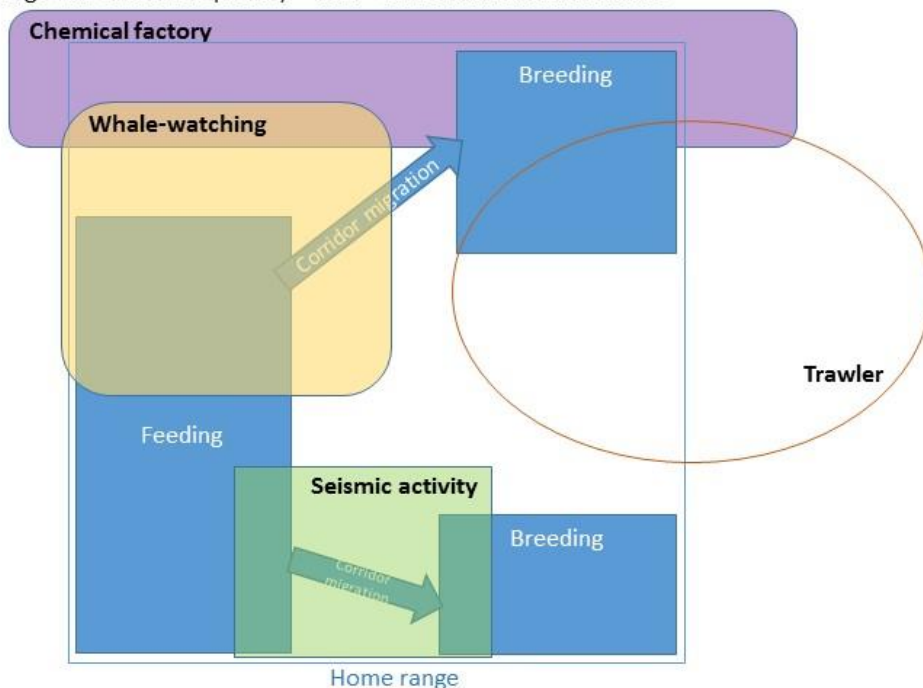 Chemical factory
Breeding
Whale-watching
Corridor migration
Trawler
Feeding
Seismic activity
Breeding
Corridor
migration
Home range